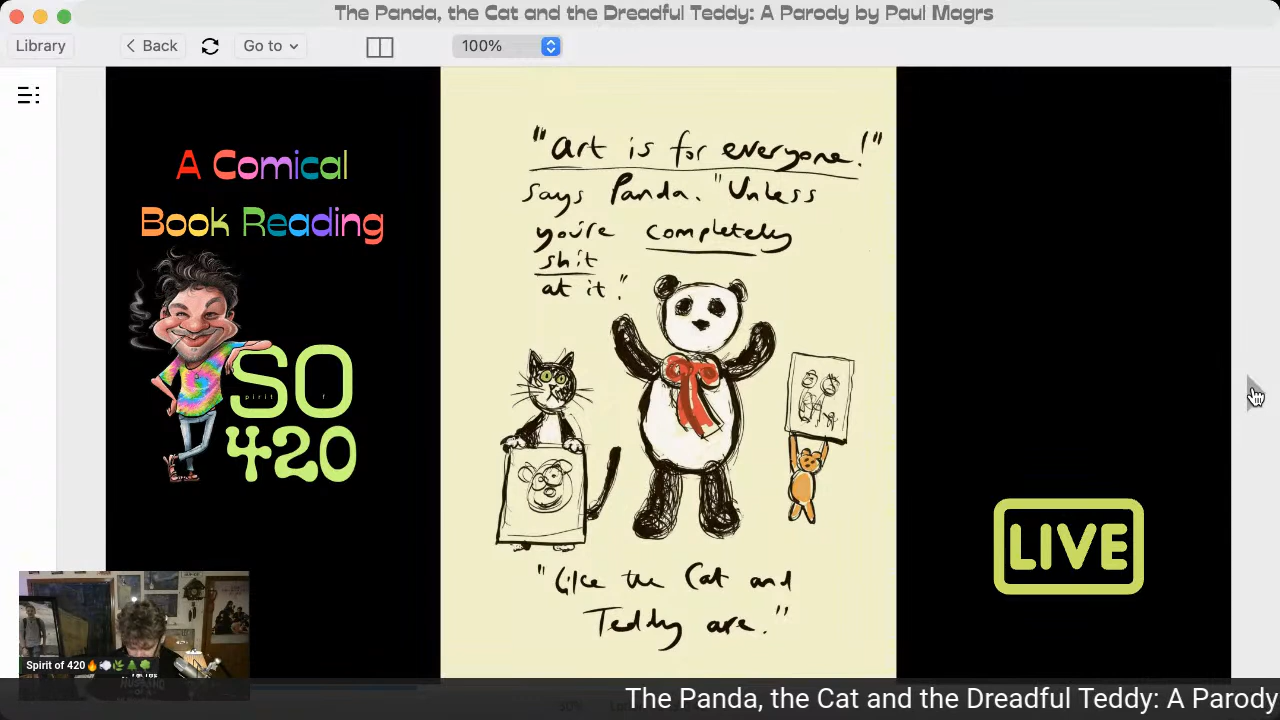 The Panda, the Cat and the Dreadful Teddy: A Parody by Paul Magrs
Library
Back
Go to
100%
A Comical
Book Reading
SO
pirit f
420
"Art is for everyone!"
says Panda. "Unless
you're completely
shit
at it."
"Like the Cat and
Teddy are."
LIVE
Spirit of 420🔥💨🌿🌲🌳
The Panda, the Cat and the Dreadful Teddy: A Parody